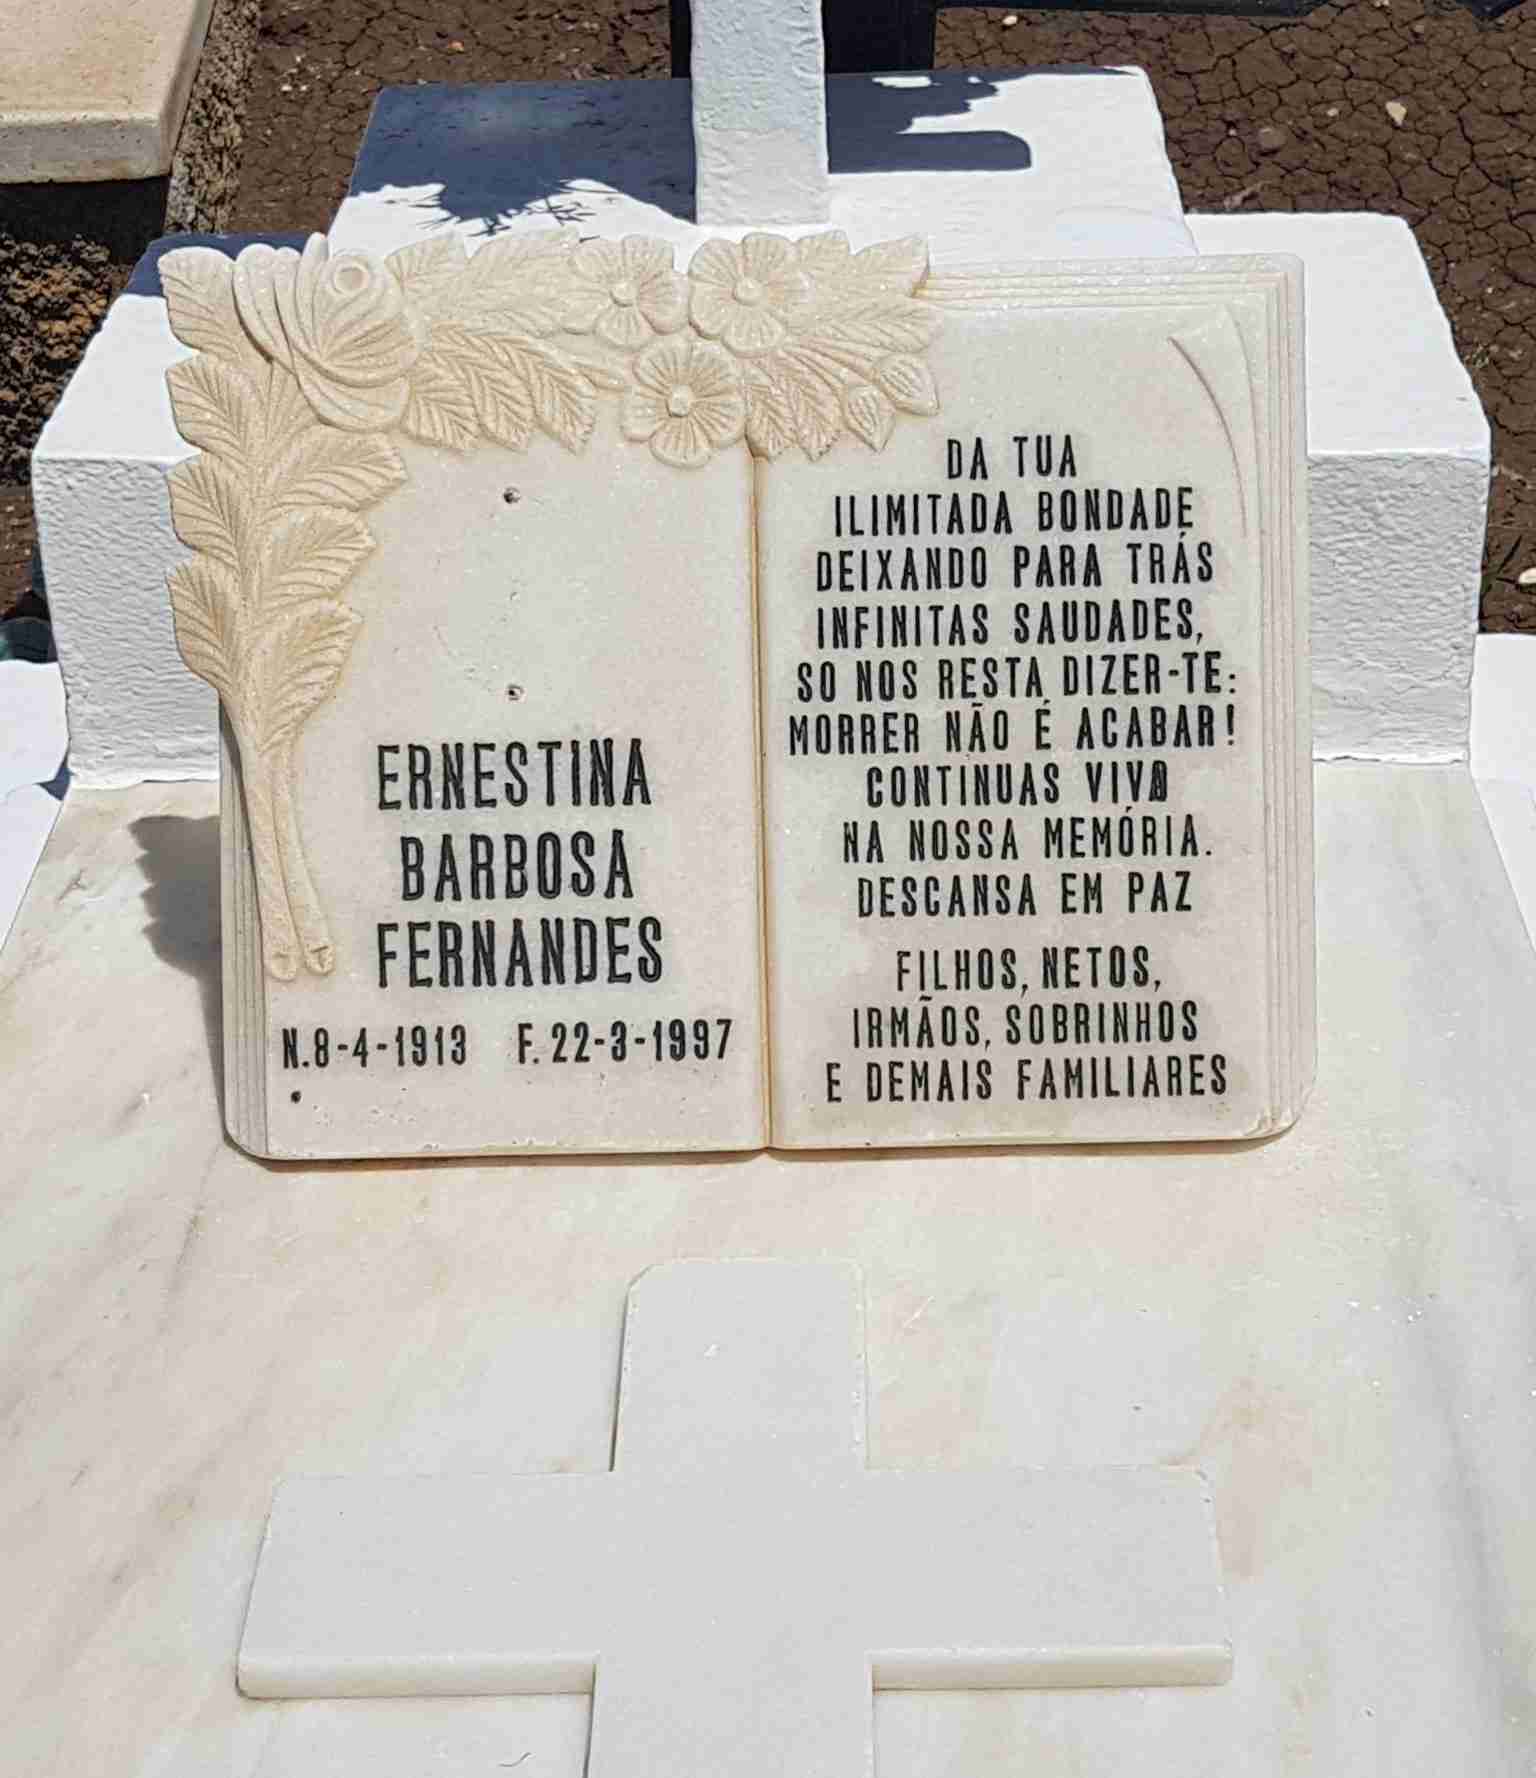 ERNESTINA
BARBOSA
FERNANDES
N.8-4-1913 F. 22-3-1997
DA TUA
ILIMITADA BONDADE
DEIXANDO PARA TRÁS
INFINITAS SAUDADES,
SO NOS RESTA DIZER-TE:
MORRER NÃO É ACABAR!
CONTINUAS VIVA
NA NOSSA MEMÓRIA.
DESCANSA EM PAZ
FILHOS, NETOS,
IRMÃOS, SOBRINHOS
E DEMAIS FAMILIARES